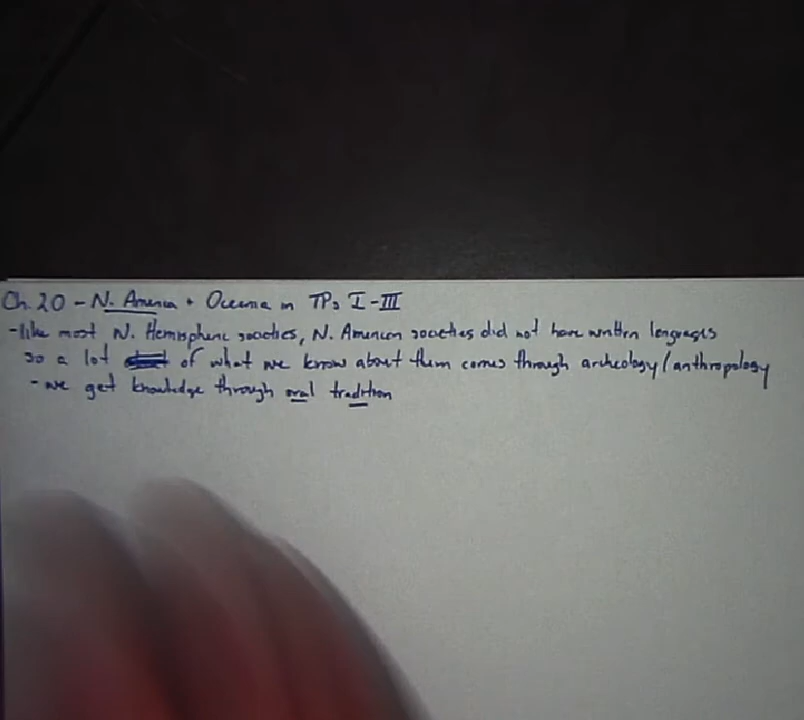 Ch. 20 - N. America + Oceania in TPs I-III
- like most N. Hemisphere societies, N. American societies did not have written languages
so a lot of what we know about them comes through archeology/anthropology
- we get knowledge through oral tradition